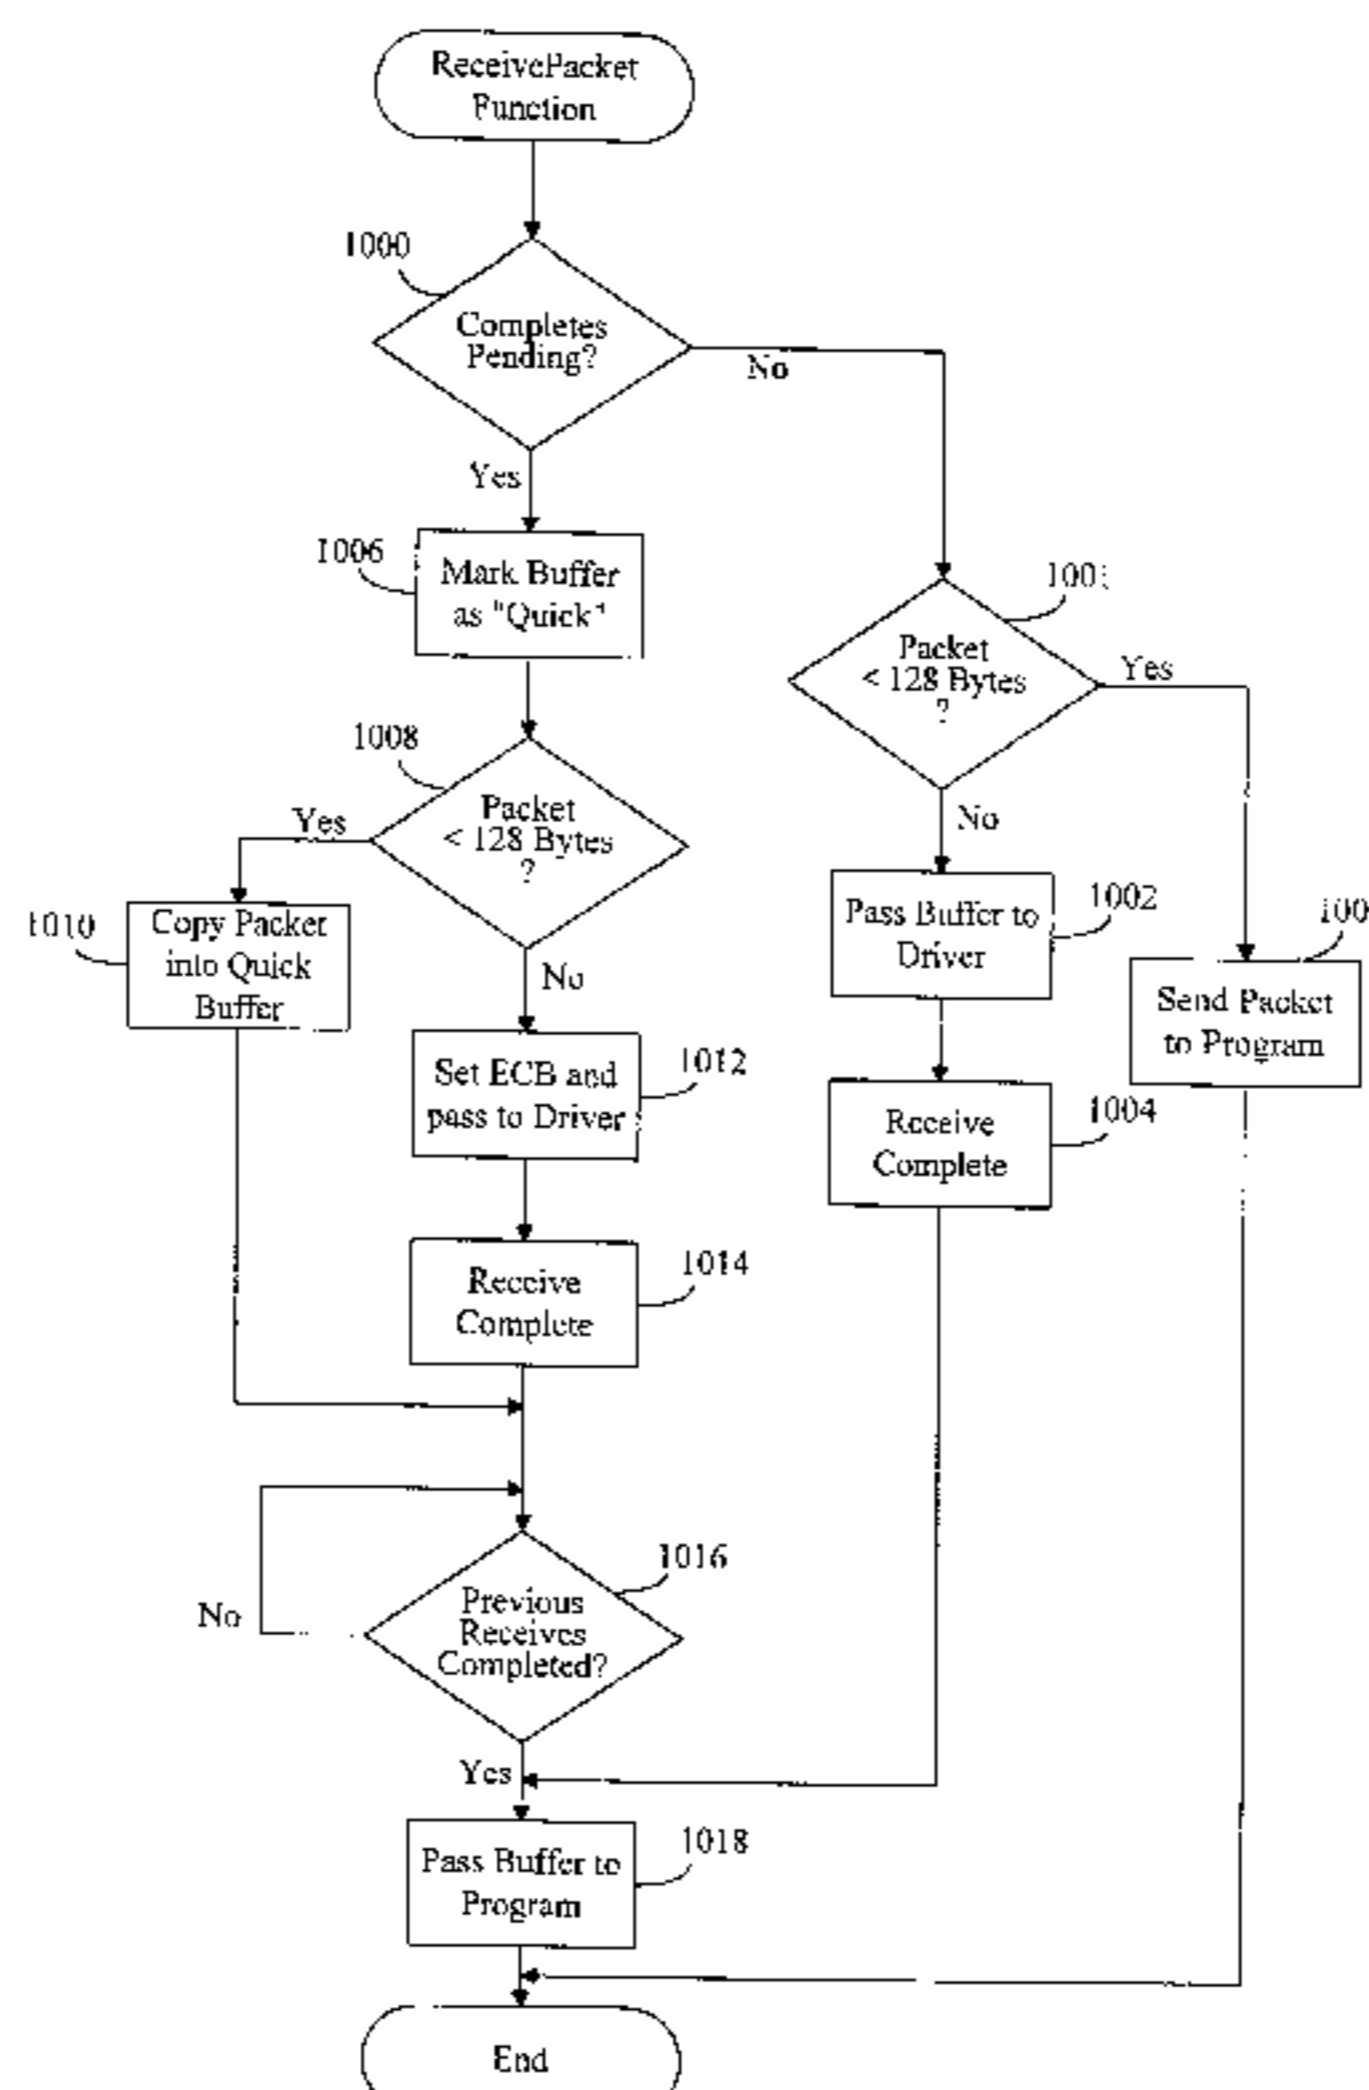 ReceivePacket
Function
1000
Completes
Pending?
No
Yes
1006
Mark Buffer
as "Quick"
Packet
< 128 Bytes
?
Yes
1008
Packet
< 128 Bytes
?
Yes
No
No
1010
Copy Packet
into Quick
Buffer
Pass Buffer to
Driver
1002
Send Packet
to Program
Set ECB and
pass to Driver
1012
Receive
Complete
1004
Receive
Complete
1014
Previous
Receives
Completed?
1016
No
Yes
Pass Buffer to
Program
1018
End